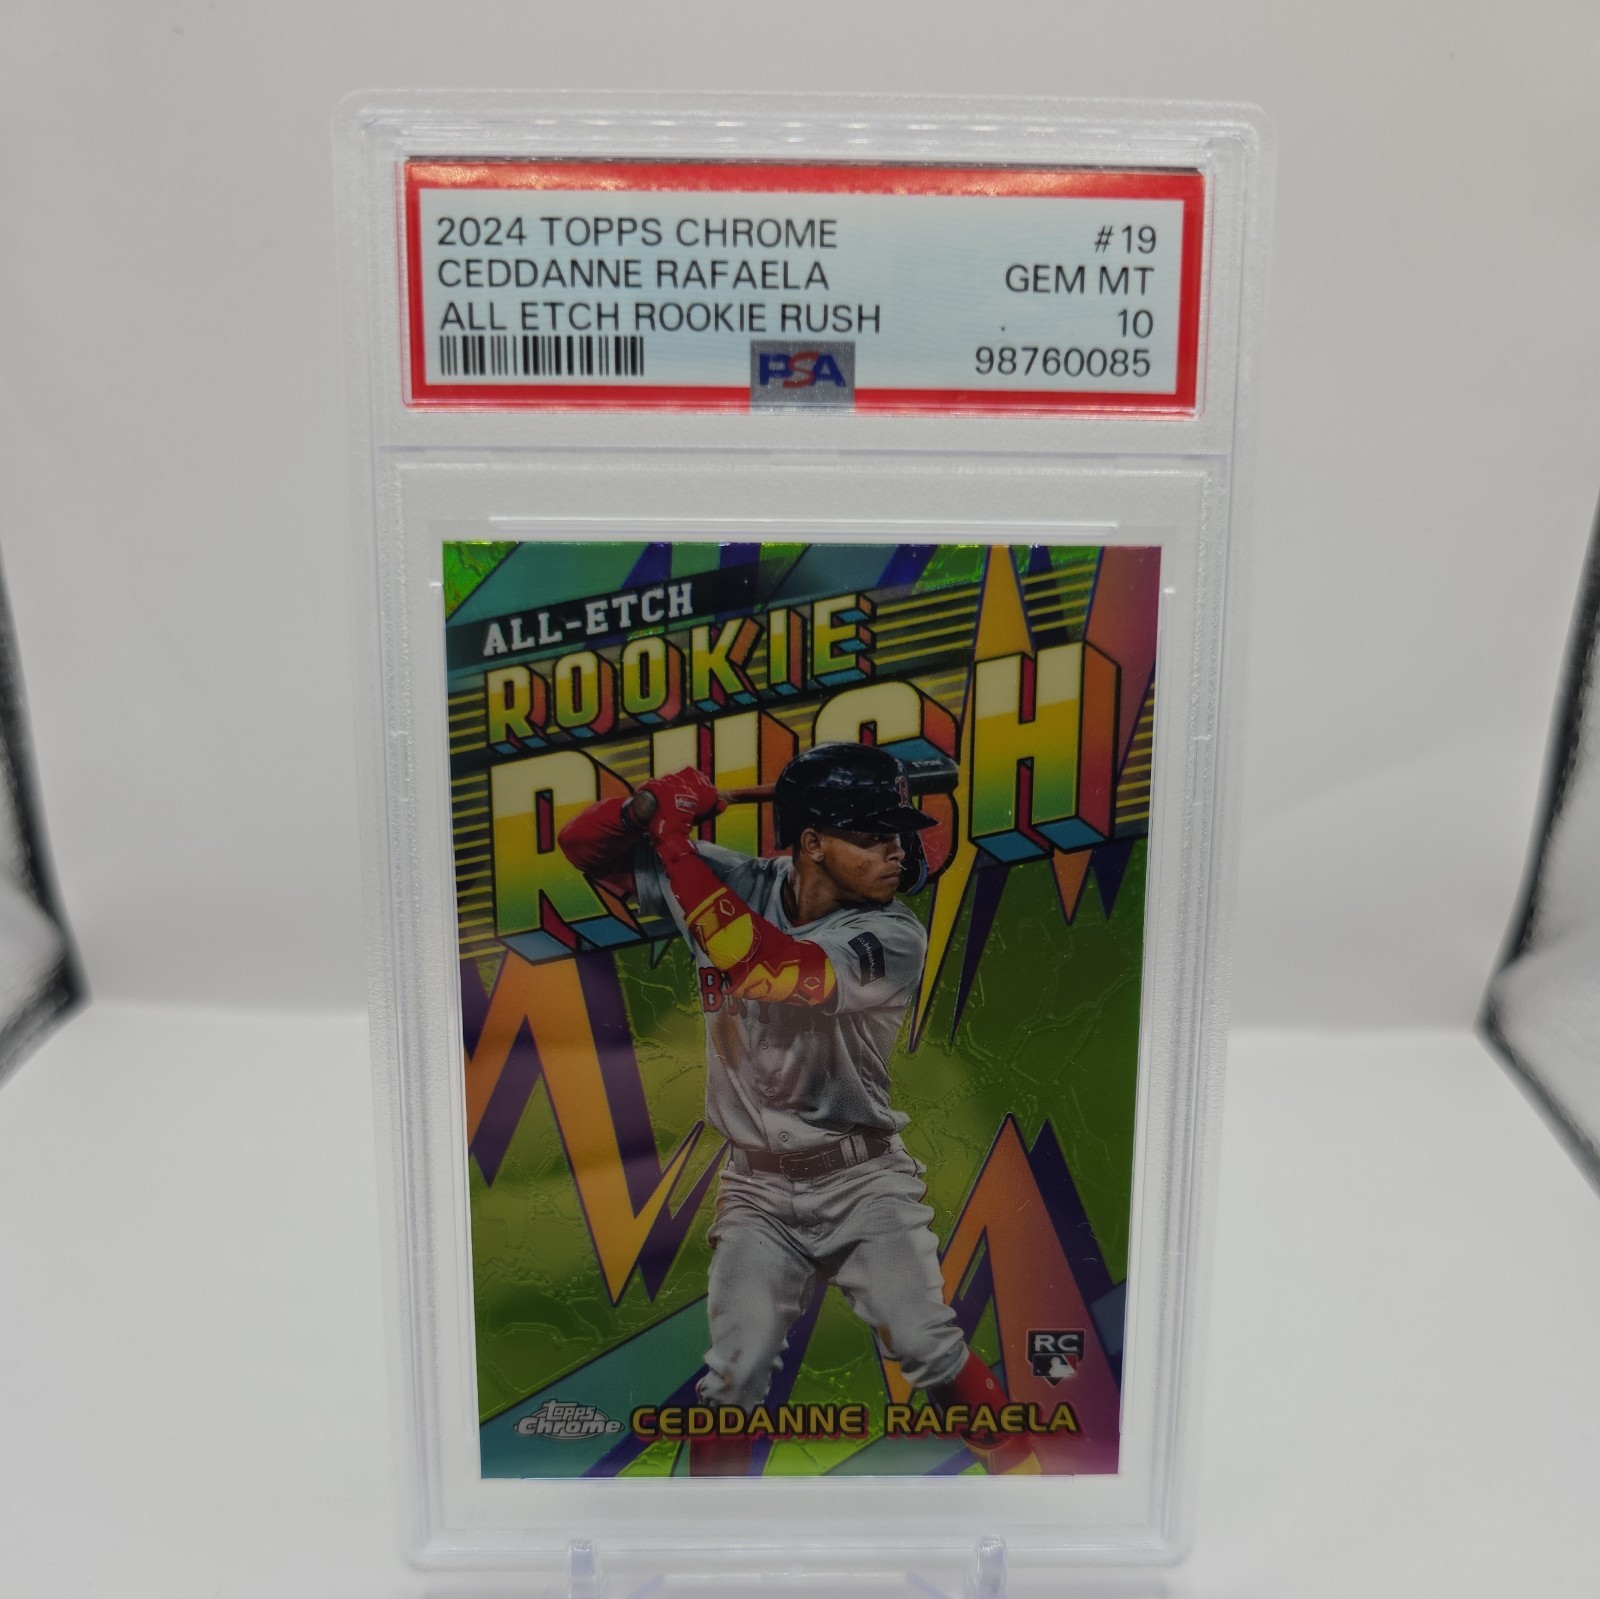 2024 TOPPS CHROME #19
CEDDANNE RAFAELA GEM MT
ALL ETCH ROOKIE RUSH 10
PSA 98760085
ALL-ETCH
ROOKIE
RUSH
RC
Topps
Chrome
CEDDANNE RAFAELA